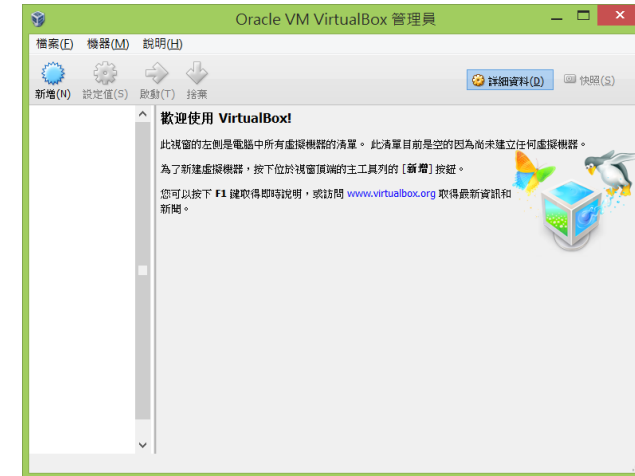 Oracle VM VirtualBox 管理員
檔案(F) 機器(M) 說明(H)
新增(N) 設定值(S) 啟動(T) 捨棄 詳細資料(D) 快照(S)
歡迎使用 VirtualBox!
此視窗的左側是電腦中所有虛擬機器的清單。 此清單目前是空的因為尚未建立任何虛擬機器。
為了新建虛擬機器，按下位於視窗頂端的主工具列的 [新增] 按鈕。
您可以按下 F1 鍵取得即時說明，或訪問 www.virtualbox.org 取得最新資訊和
新聞。